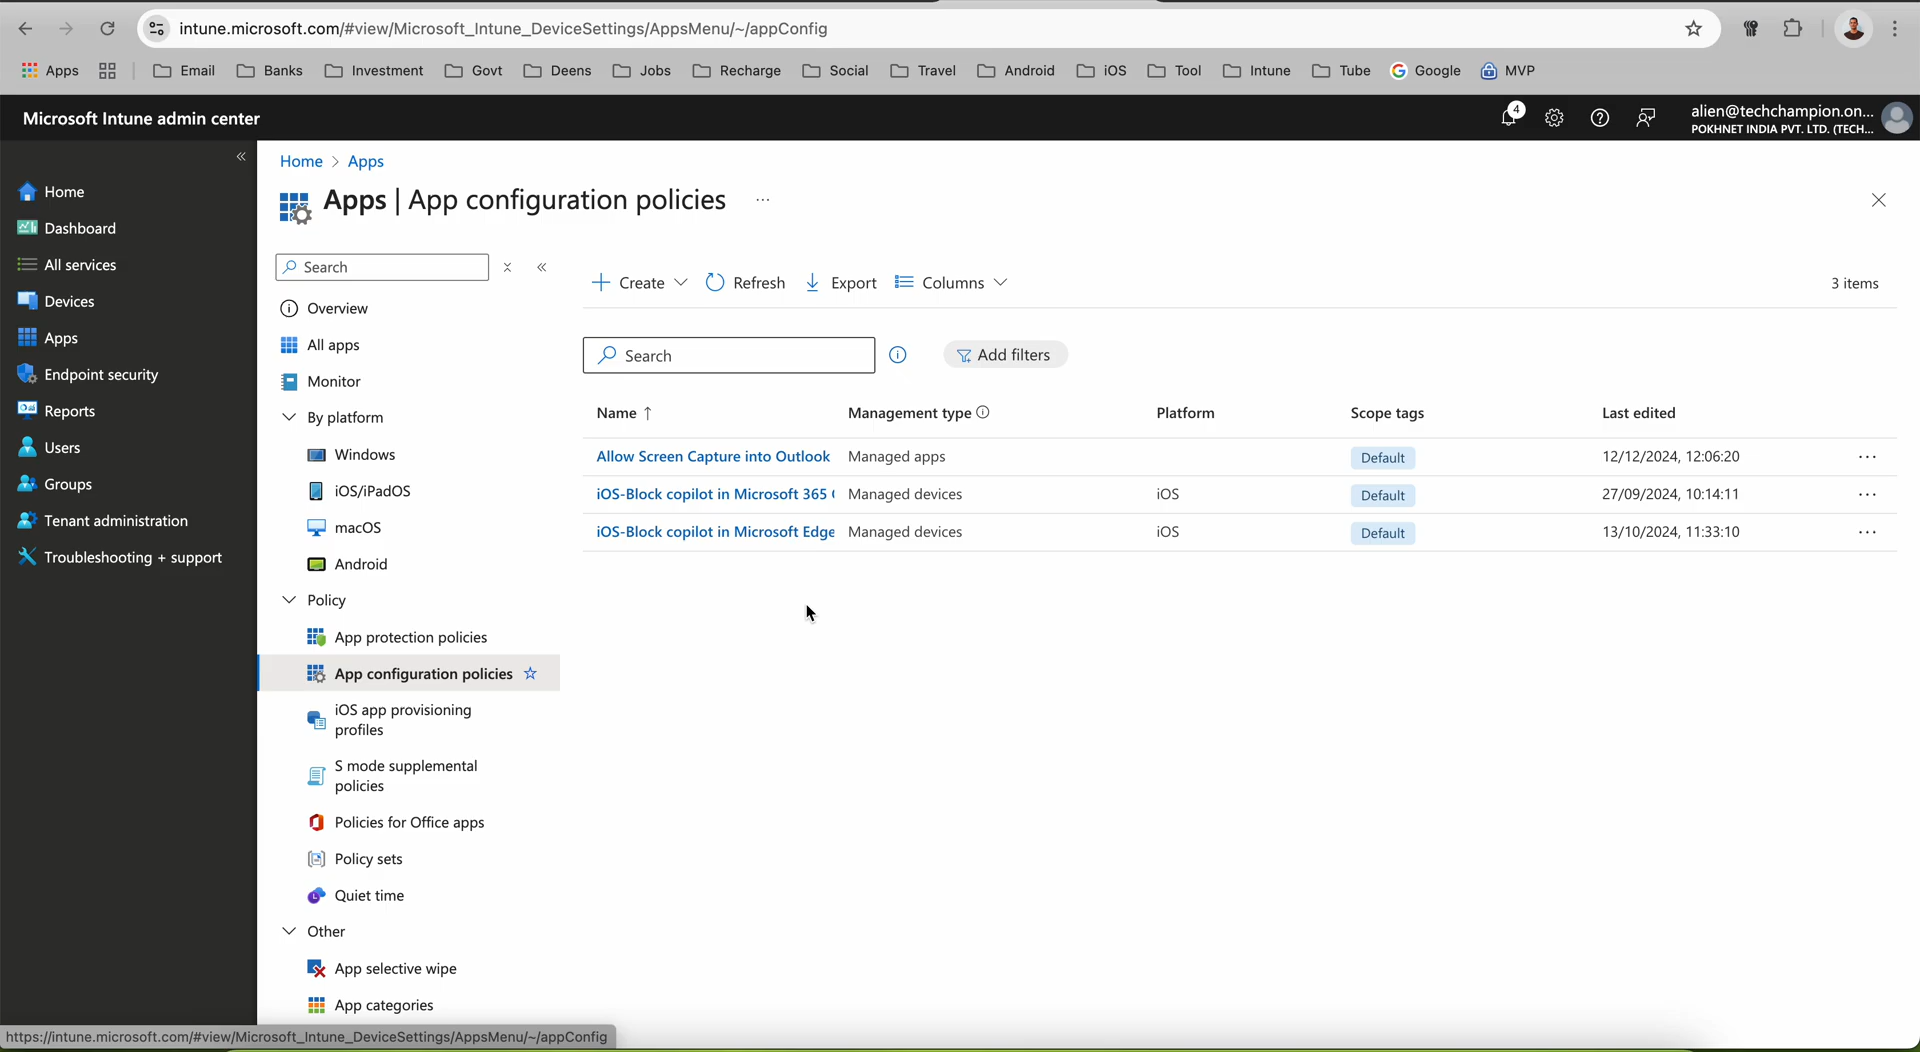 intune.microsoft.com/#view/Microsoft_Intune_DeviceSettings/AppsMenu/~/appConfig
Apps Email Banks Investment Govt Deens Jobs Recharge Social Travel Android iOS Tool Intune Tube Google MVP
Microsoft Intune admin center
4
alien@techchampion.on...
POKHNET INDIA PVT. LTD. (TECH...
Home
Dashboard
All services
Devices
Apps
Endpoint security
Reports
Users
Groups
Tenant administration
Troubleshooting + support
Home > Apps
Apps | App configuration policies ...
Search
Overview
All apps
Monitor
By platform
Windows
iOS/iPadOS
macOS
Android
Policy
App protection policies
App configuration policies
iOS app provisioning
profiles
S mode supplemental
policies
Policies for Office apps
Policy sets
Quiet time
Other
App selective wipe
App categories
Create Refresh Export Columns 3 items
Search Add filters
Name ↑ Management type Platform Scope tags Last edited
Allow Screen Capture into Outlook Managed apps Default 12/12/2024, 12:06:20 ...
iOS-Block copilot in Microsoft 365 Managed devices iOS Default 27/09/2024, 10:14:11 ...
iOS-Block copilot in Microsoft Edge Managed devices iOS Default 13/10/2024, 11:33:10 ...
https://intune.microsoft.com/#view/Microsoft_Intune_DeviceSettings/AppsMenu/~/appConfig